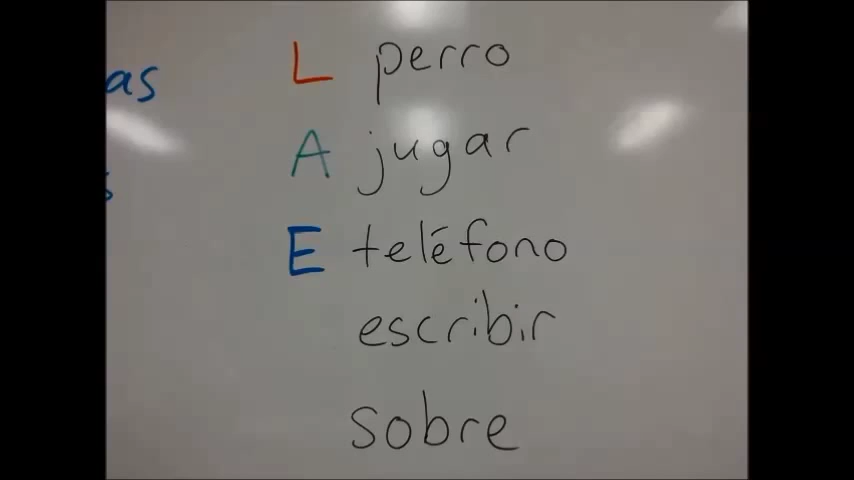 as
L perro
A jugar
s
E teléfono
escribir
sobre